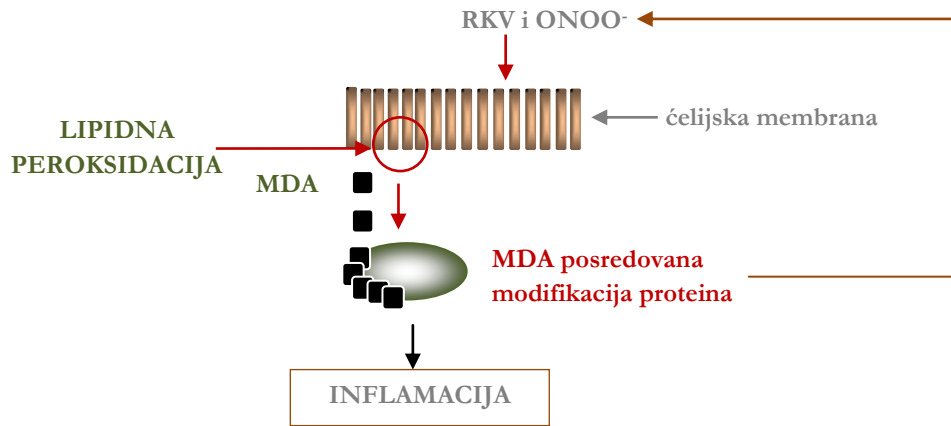 RKV i ONOO-
ćelijska membrana
LIPIDNA
PEROKSIDACIJA
MDA
MDA posredovana
modifikacija proteina
INFLAMACIJA